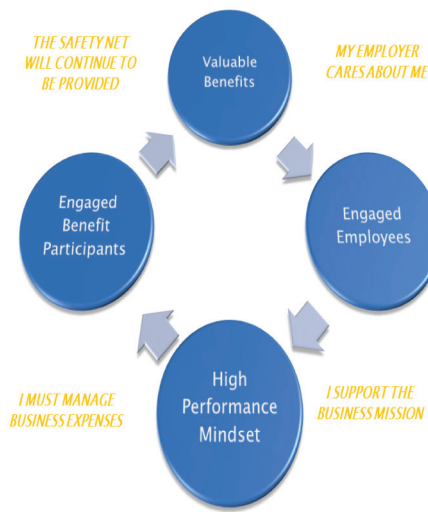 THE SAFETY NET
WILL CONTINUE TO
BE PROVIDED
Valuable
Benefits
MY EMPLOYER
CARES ABOUT ME
Engaged
Benefit
Participants
Engaged
Employees
I MUST MANAGE
BUSINESS EXPENSES
High
Performance
Mindset
I SUPPORT THE
BUSINESS MISSION